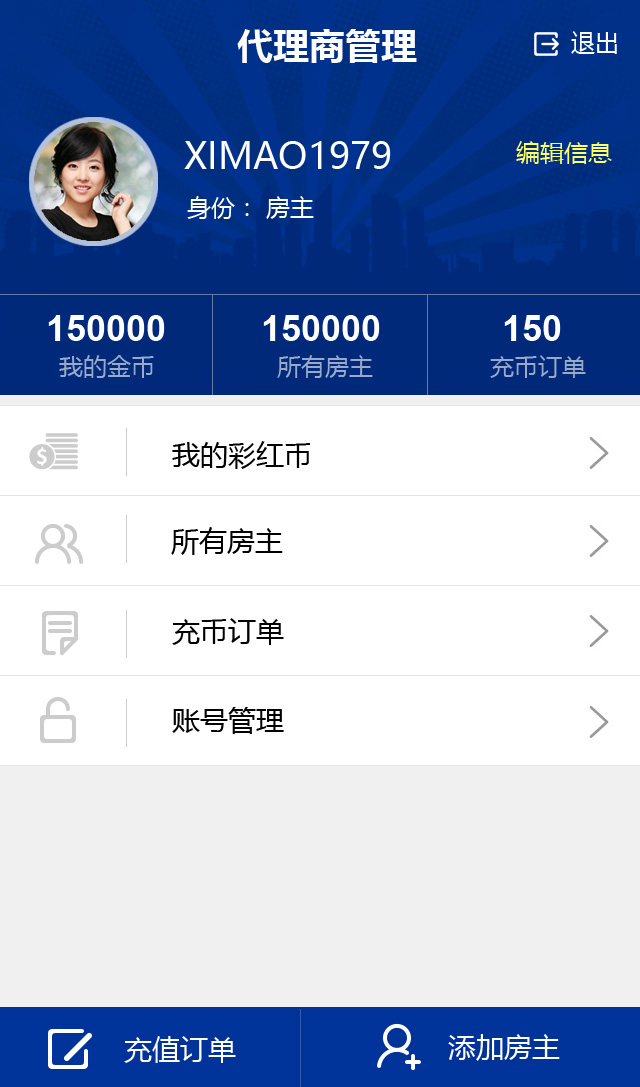 代理商管理
退出
XIMAO1979
编辑信息
身份： 房主
150000
150000
150
我的金币
所有房主
充币订单
$
我的彩红币
所有房主
充币订单
账号管理
充值订单
添加房主